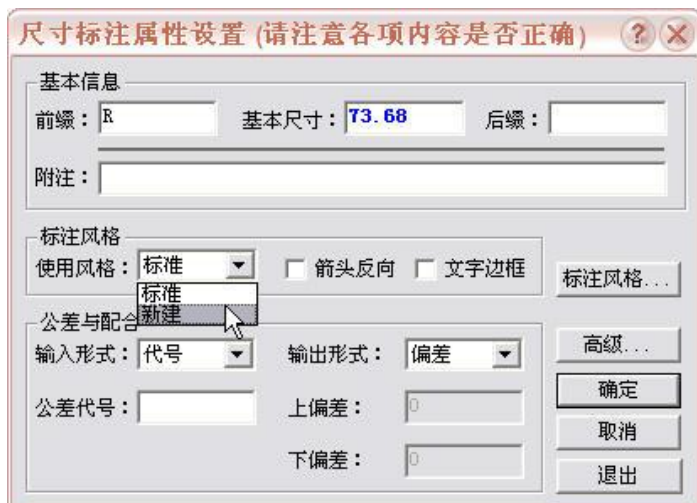 尺寸标注属性设置 (请注意各项内容是否正确)
基本信息
前缀： R 基本尺寸： 73.68 后缀：
附注：
标注风格
使用风格： 标准 箭头反向 文字边框 标注风格...
标准
新建
公差与配合
输入形式： 代号 输出形式： 偏差 高级...
确定
公差代号： 上偏差： 0
取消
下偏差： 0
退出